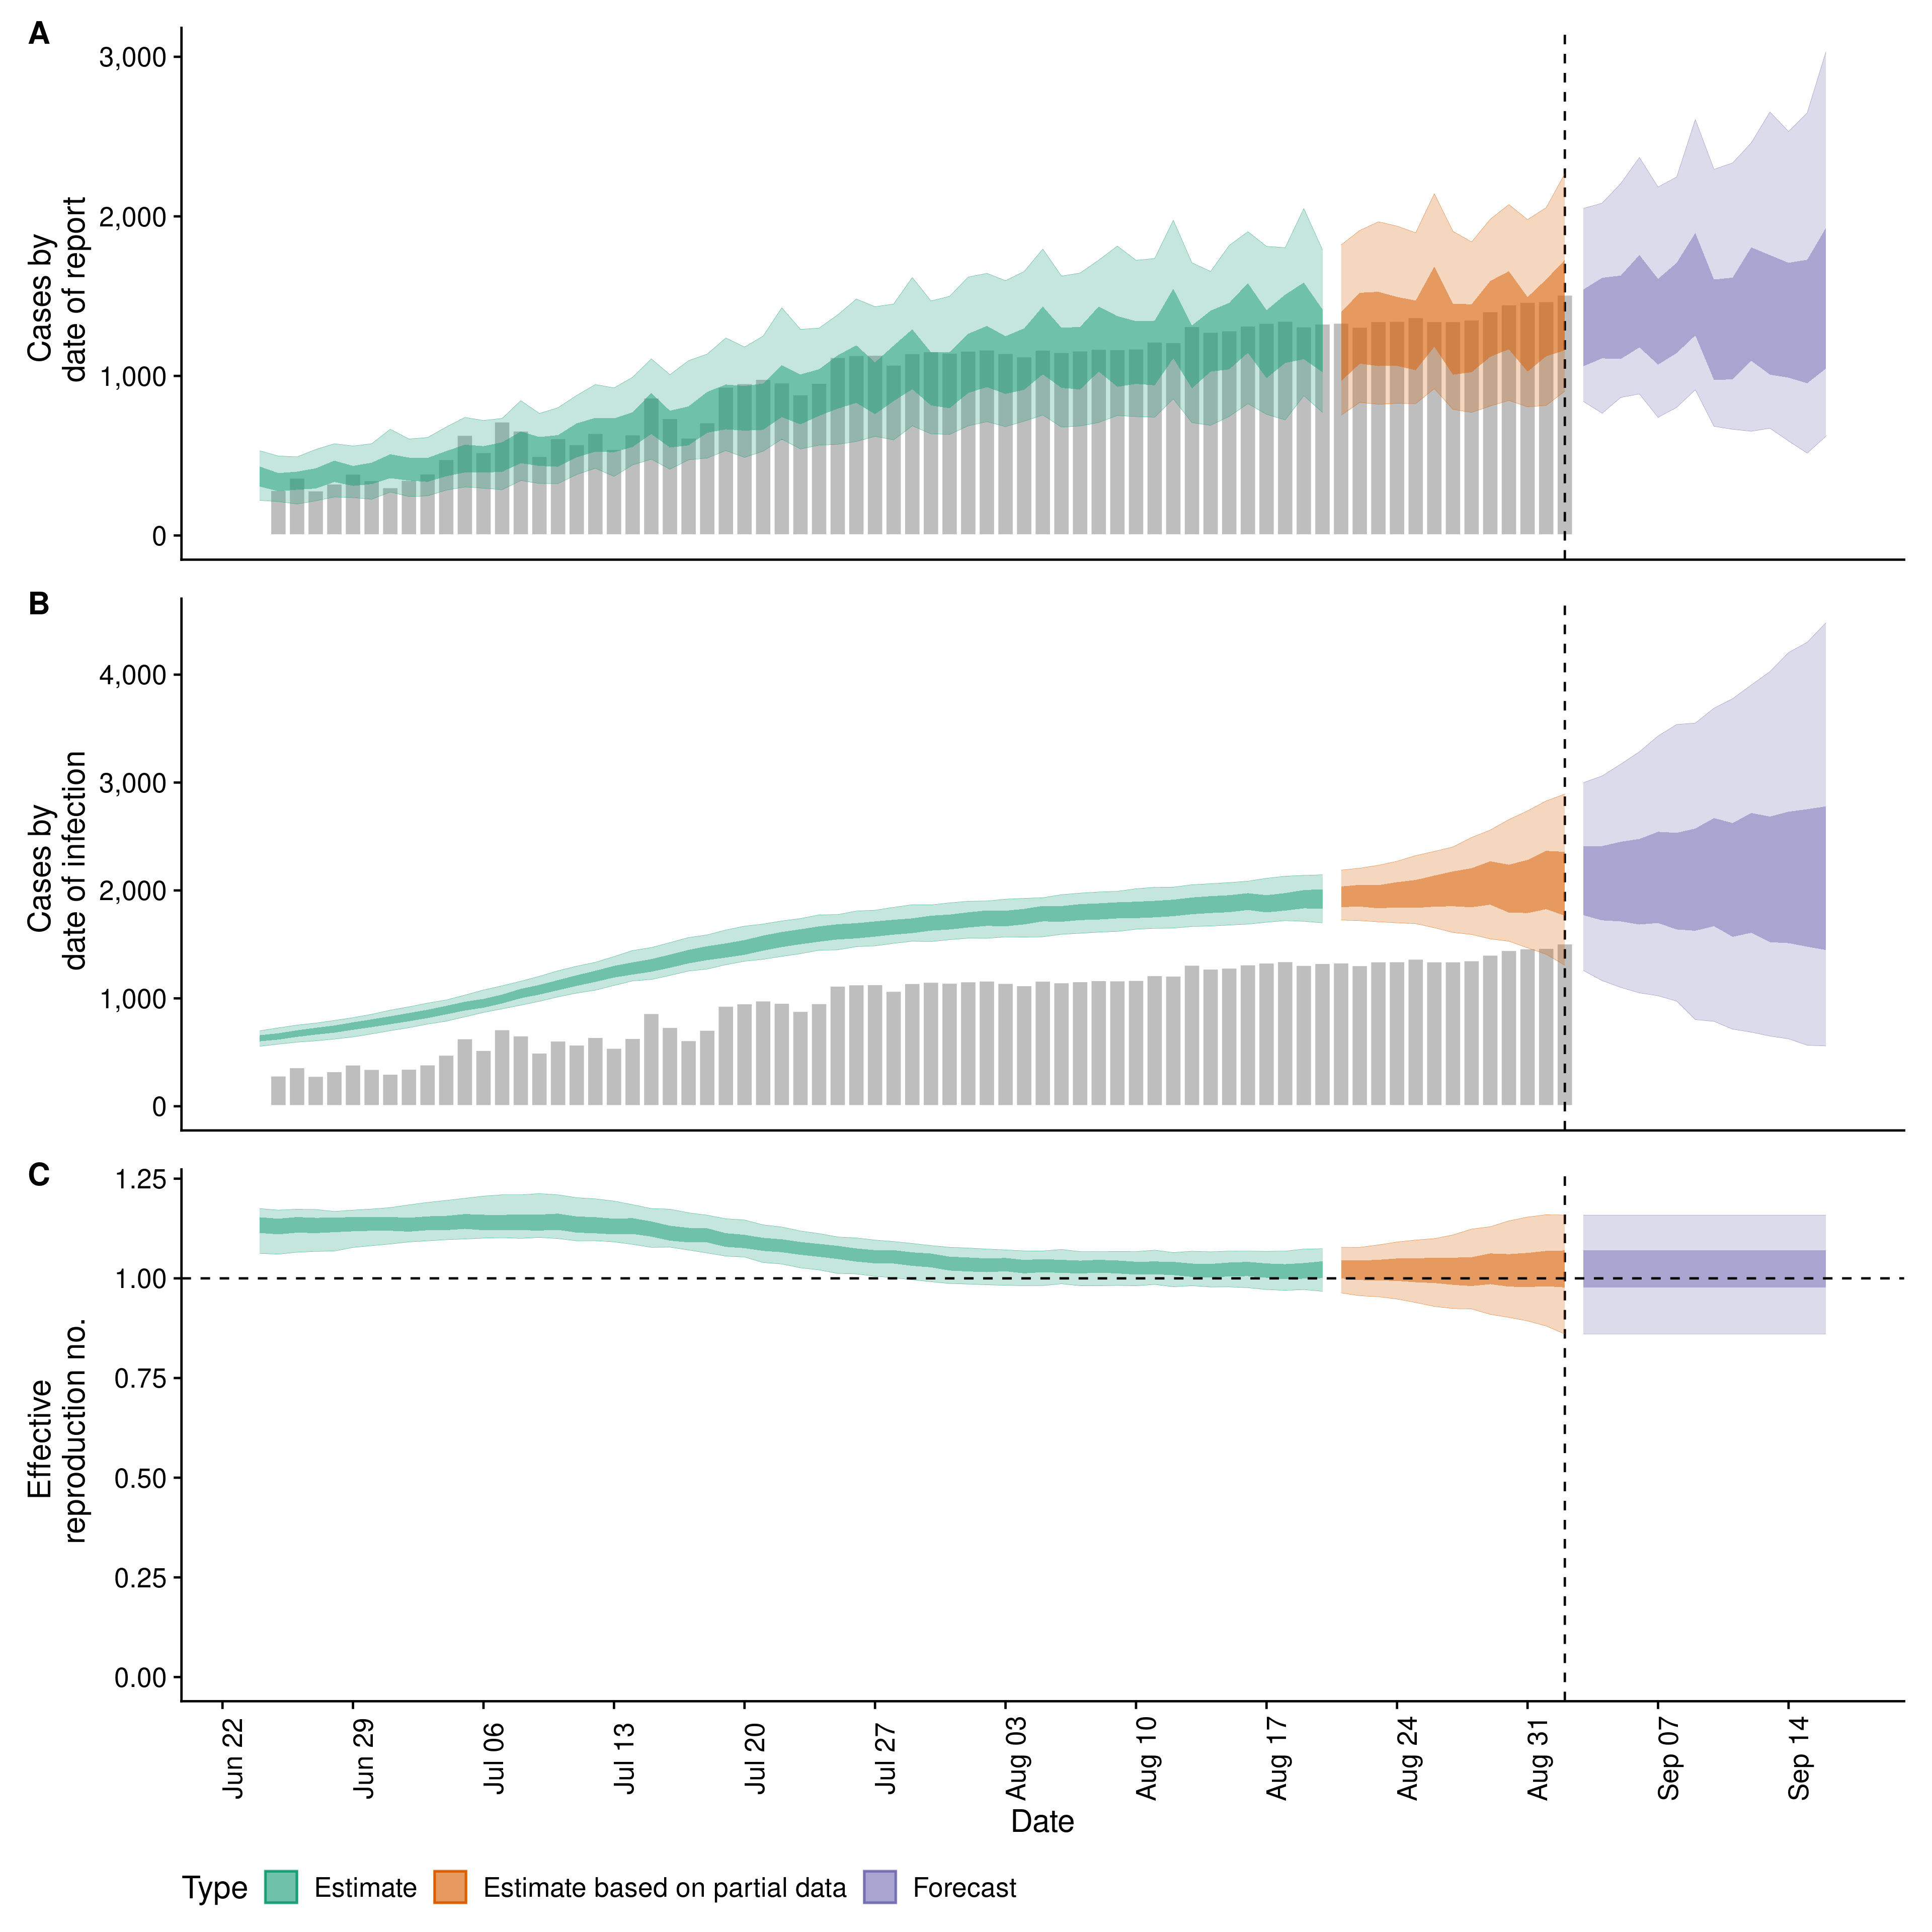 A
Cases by
date of report
3,000
2,000
1,000
0
B
Cases by
date of infection
4,000
3,000
2,000
1,000
0
C
Effective
reproduction no.
1.25
1.00
0.75
0.50
0.25
0.00
Jun 22
Jun 29
Jul 06
Jul 13
Jul 20
Jul 27
Aug 03
Aug 10
Aug 17
Aug 24
Aug 31
Sep 07
Sep 14
Date
Type Estimate Estimate based on partial data Forecast